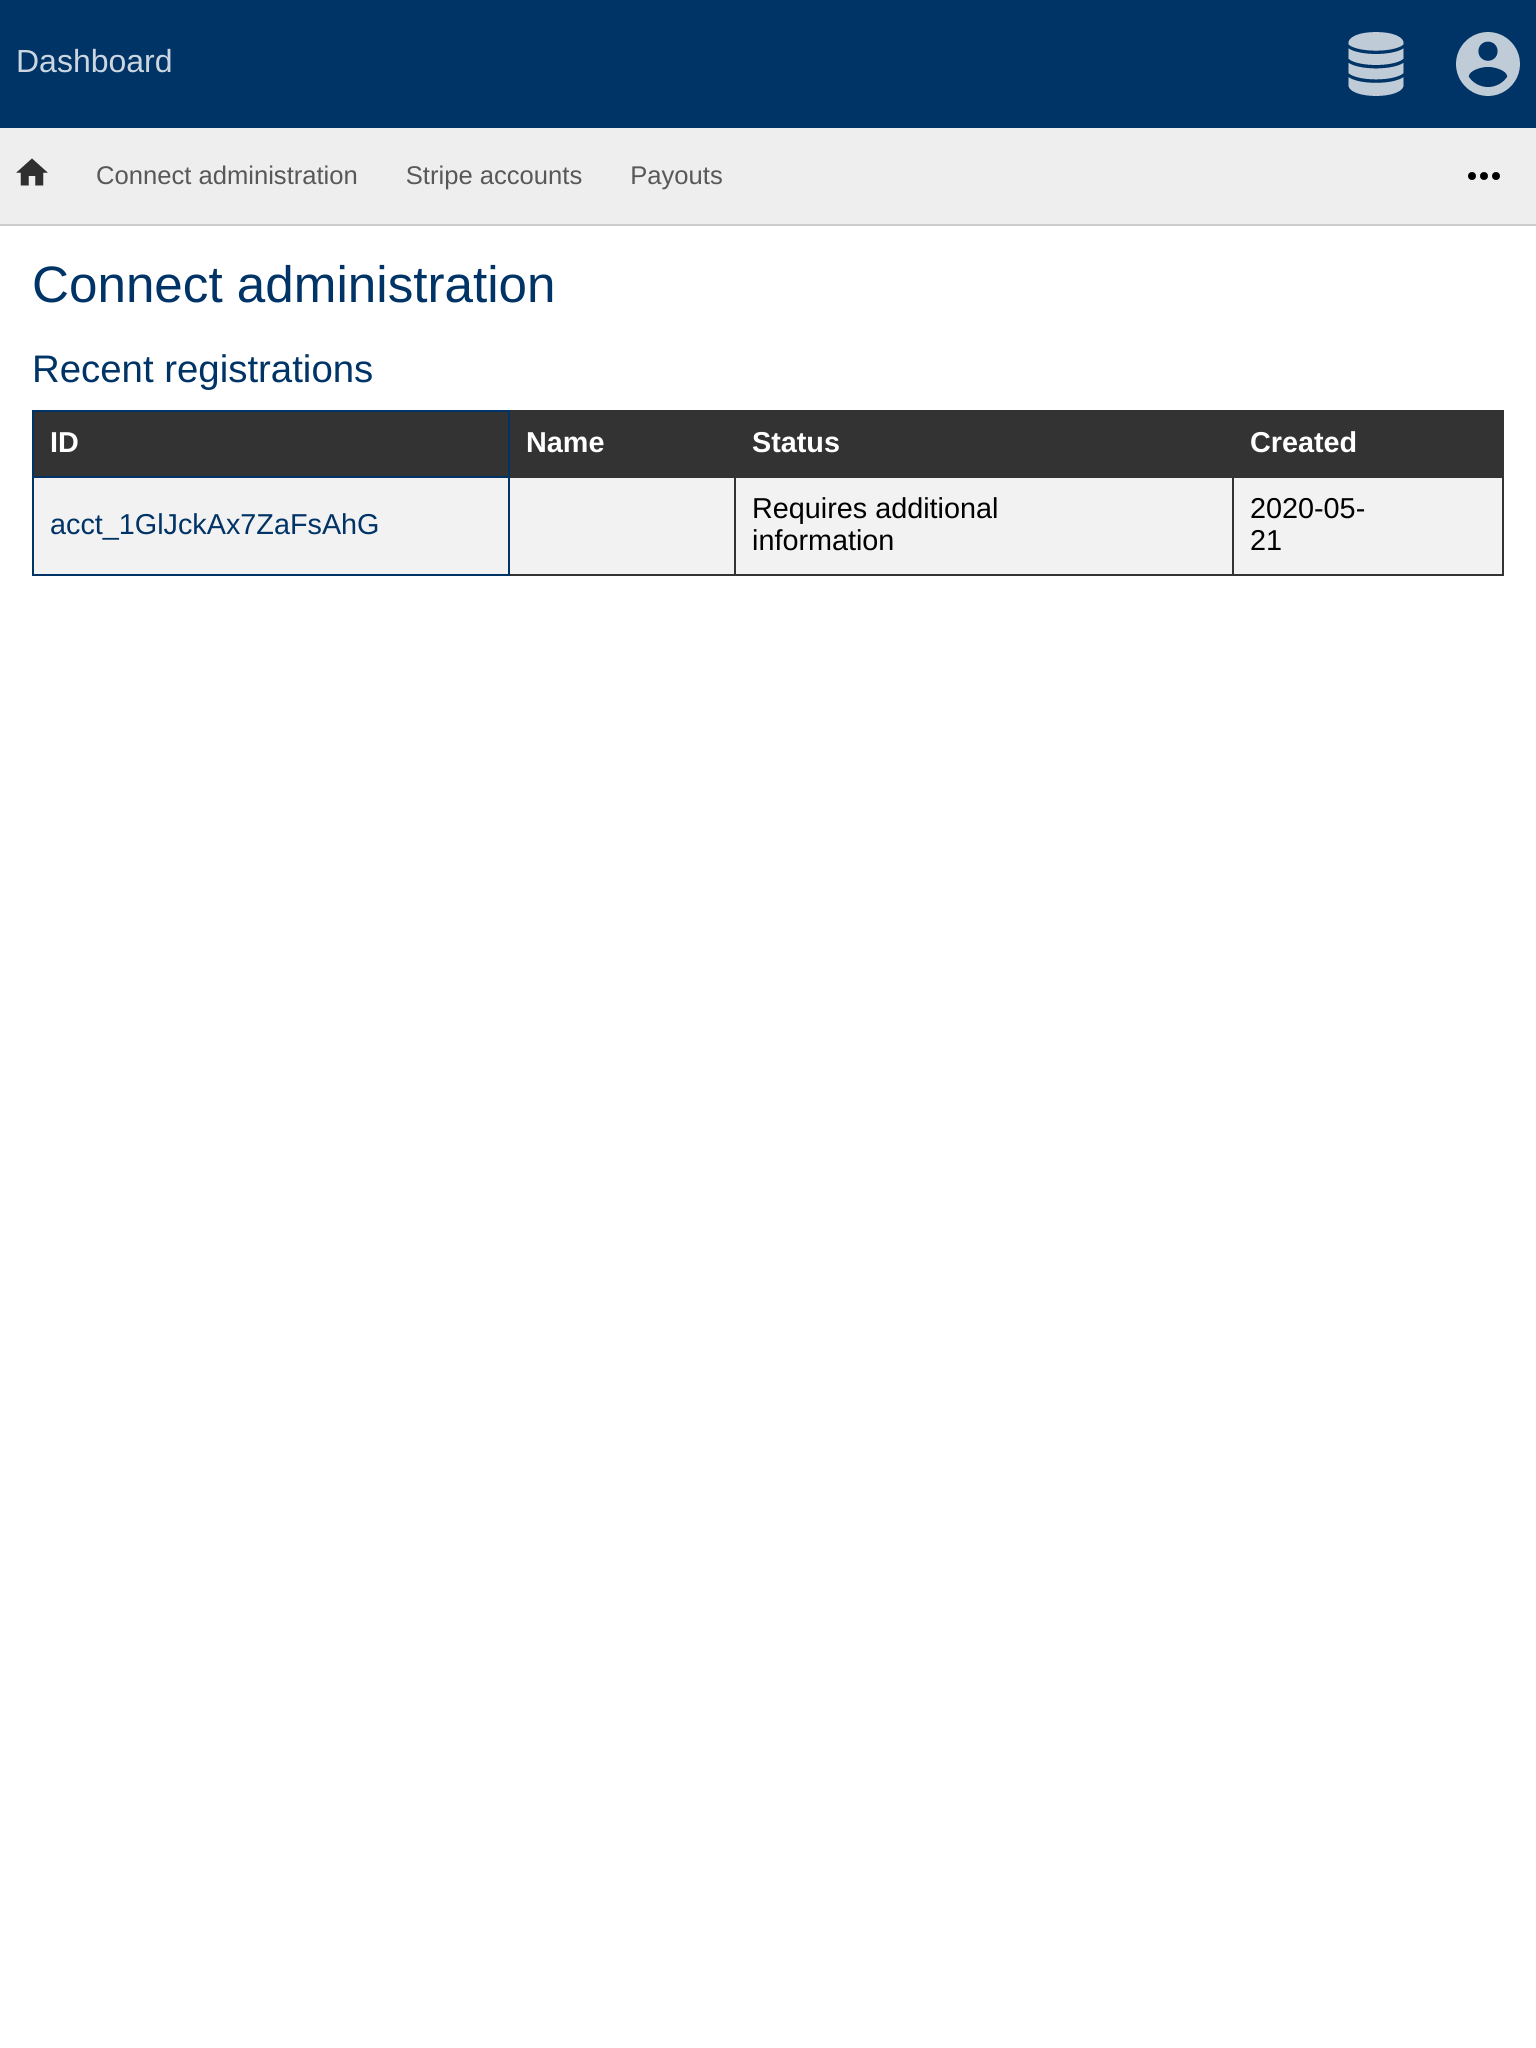 Dashboard
Connect administration Stripe accounts Payouts
Connect administration
Recent registrations
ID Name Status Created
acct_1GlJckAx7ZaFsAhG Requires additional information 2020-05-21